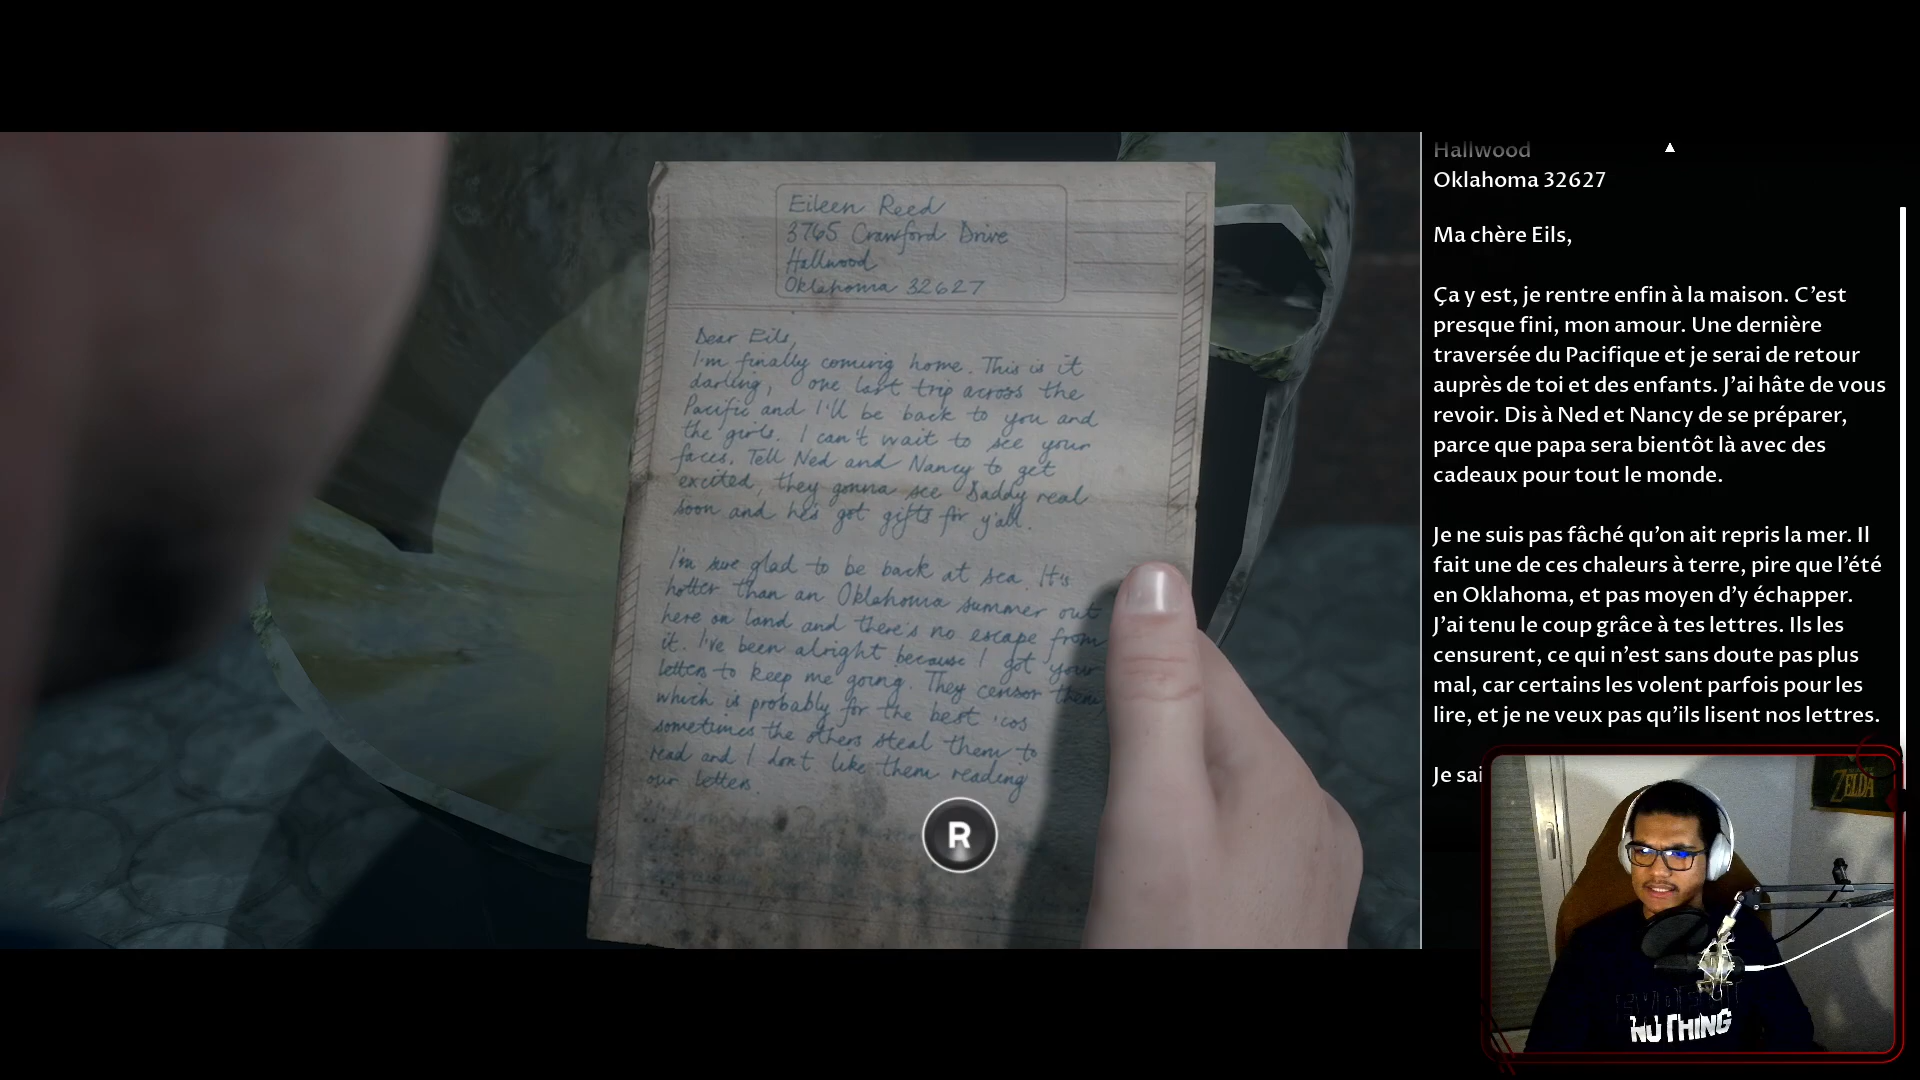 Eileen Reed
3765 Crawford Drive
Hallwood
Oklahoma 32627
Dear Eils,
I'm finally coming home. This is it
darling, one last trip across the
Pacific and I'll be back to you and
the girls. I can't wait to see your
faces. Tell Ned and Nancy to get
excited, they gonna see Daddy real
soon and he's got gifts for y'all.
I'm sure glad to be back at sea. It's
hotter than an Oklahoma summer out
here on land and there's no escape from
it. I've been alright because I got your
letters to keep me going. They censor them,
which is probably for the best 'cos
sometimes the others steal them to
read and I don't like them reading
our letters.
R
Hallwood
Oklahoma 32627
Ma chère Eils,
Ça y est, je rentre enfin à la maison. C'est
presque fini, mon amour. Une dernière
traversée du Pacifique et je serai de retour
auprès de toi et des enfants. J'ai hâte de vous
revoir. Dis à Ned et Nancy de se préparer,
parce que papa sera bientôt là avec des
cadeaux pour tout le monde.
Je ne suis pas fâché qu'on ait repris la mer. Il
fait une de ces chaleurs à terre, pire que l'été
en Oklahoma, et pas moyen d'y échapper.
J'ai tenu le coup grâce à tes lettres. Ils les
censurent, ce qui n'est sans doute pas plus
mal, car certains les volent parfois pour les
lire, et je ne veux pas qu'ils lisent nos lettres.
Je sai
ZELDA
NOTHING